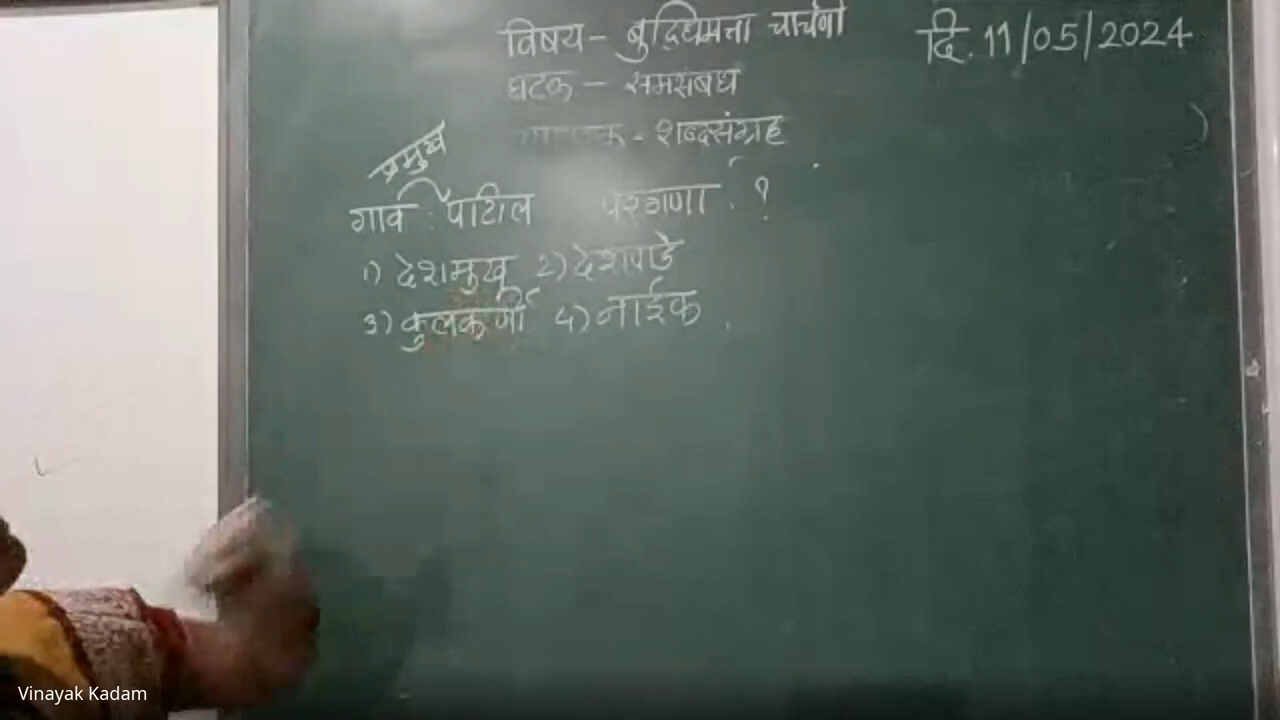 विषय - बुद्धिमत्ता चाचणी
दि. 11/05/2024
घटक - समसंबंध
- शब्दसंग्रह
प्रमुख
गाव : पाटील परगणा : ?
1) देशमुख 2) देशपांडे
3) कुलकर्णी 4) नाईक
Vinayak Kadam